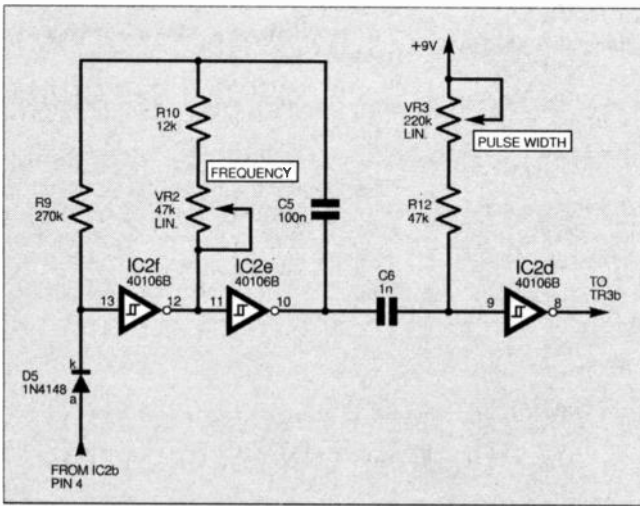 +9V
R10
12k
VR3
220k
LIN.
PULSE WIDTH
FREQUENCY
R9
270k
VR2
47k
LIN.
C5
100n
R12
47k
IC2f
40106B
IC2e
40106B
C6
1n
IC2d
40106B
13
12
11
10
9
8
TO
TR3b
k
D5
1N4148
a
FROM IC2b
PIN 4